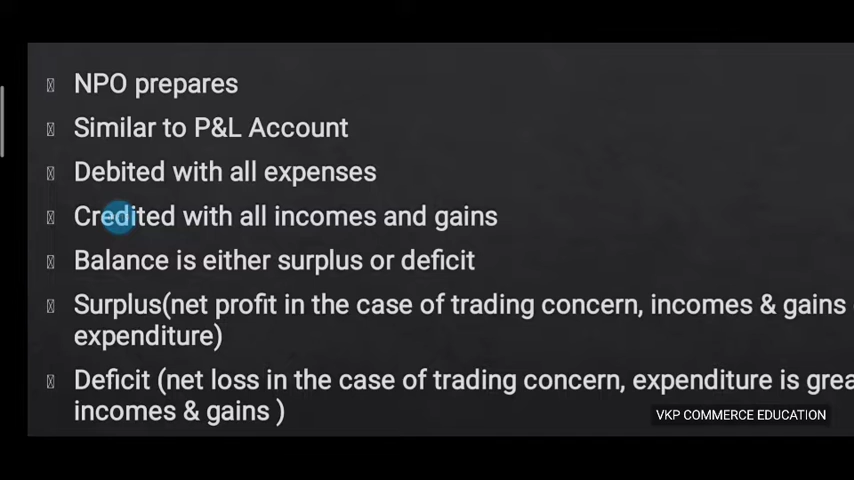 NPO prepares
Similar to P&L Account
Debited with all expenses
Credited with all incomes and gains
Balance is either surplus or deficit
Surplus(net profit in the case of trading concern, incomes & gains
expenditure)
Deficit (net loss in the case of trading concern, expenditure is
incomes & gains )
VKP COMMERCE EDUCATION